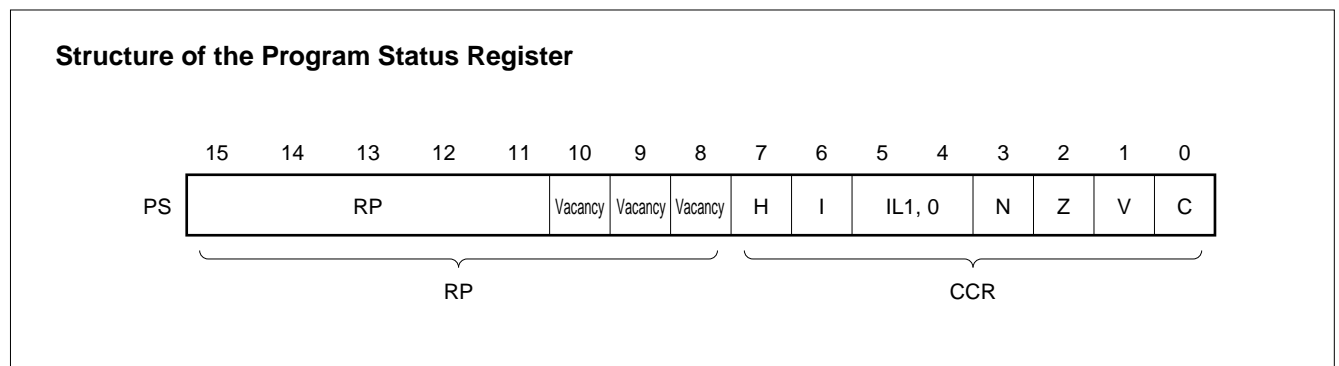 Structure of the Program Status Register
15 14 13 12 11 10 9 8 7 6 5 4 3 2 1 0
PS RP Vacancy Vacancy Vacancy H I IL1, 0 N Z V C
RP CCR